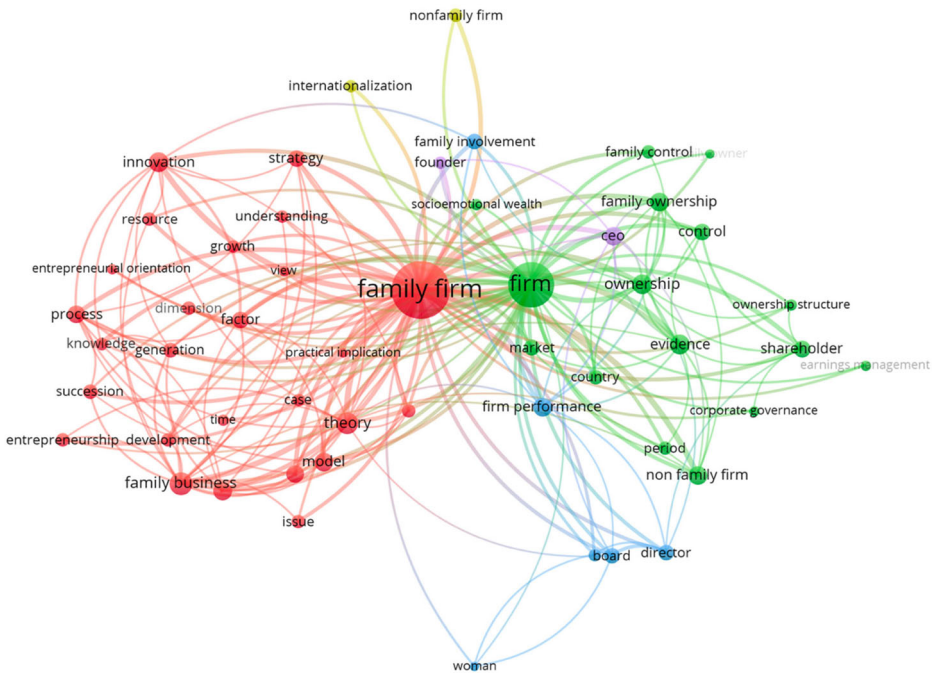 nonfamily firm
internationalization
family involvement
founder
family control
owner
innovation
strategy
socioemotional wealth
family ownership
resource
understanding
ceo
control
growth
entrepreneurial orientation
view
family firm
firm
ownership
dimension
ownership structure
process
factor
knowledge
generation
practical implication
market
evidence
shareholder
earnings management
country
succession
case
firm performance
corporate governance
time
theory
entrepreneurship
development
period
model
family business
non family firm
issue
board
director
woman